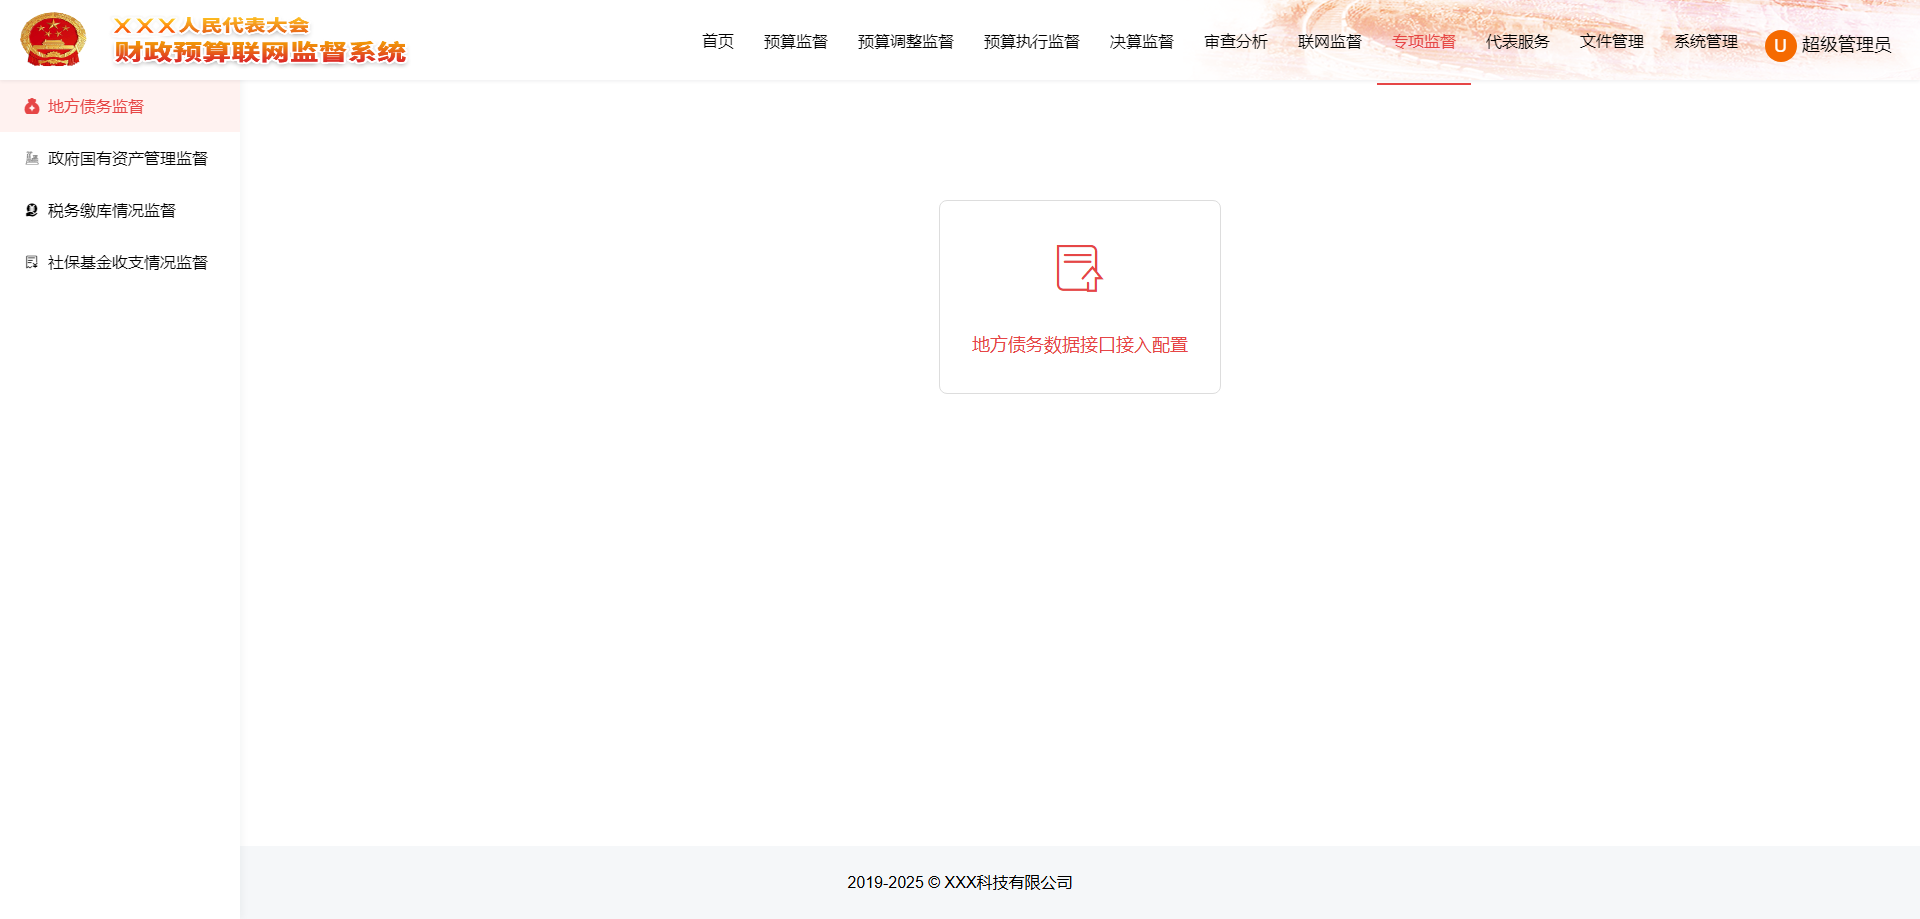 XXX人民代表大会
财政预算联网监督系统
首页 预算监督 预算调整监督 预算执行监督 决算监督 审查分析 联网监督 专项监督 代表服务 文件管理 系统管理 U 超级管理员
地方债务监督
政府国有资产管理监督
税务缴库情况监督
社保基金收支情况监督
地方债务数据接口接入配置
2019-2025 © XXX科技有限公司